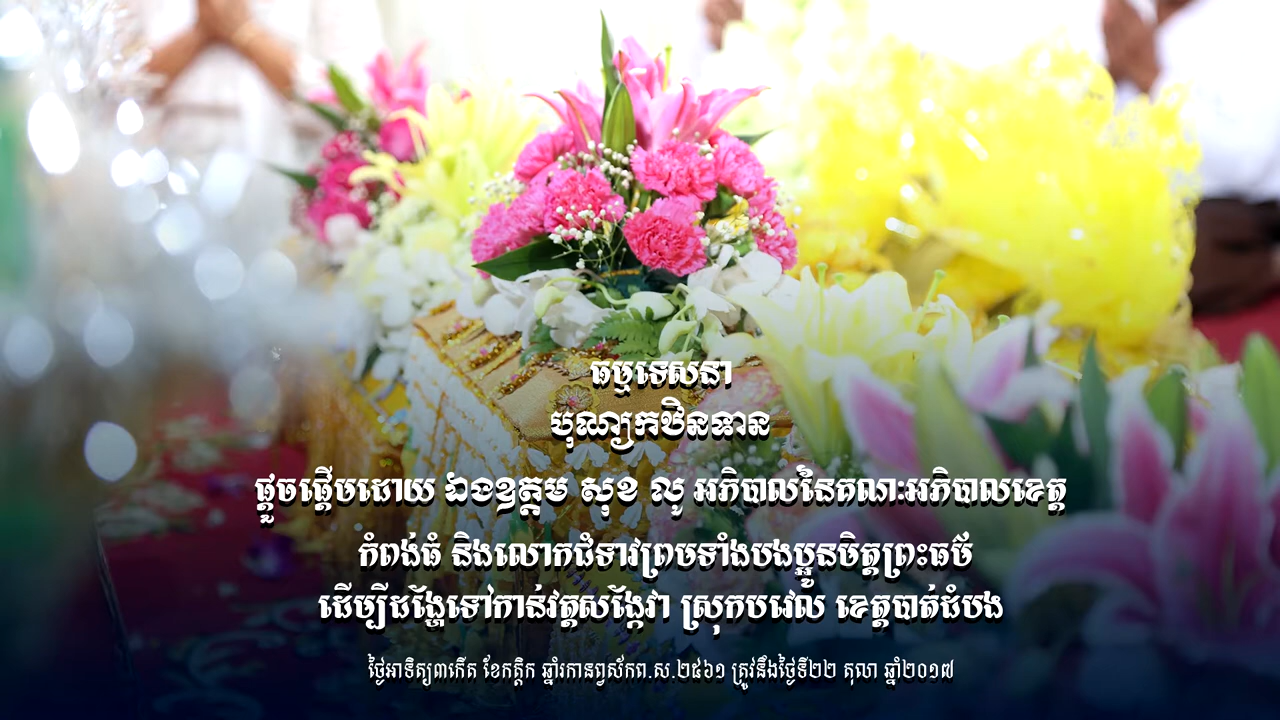 ធម្មទេសនា
បុណ្យកឋិនទាន
ផ្តួចផ្តើមដោយ ឯងឧត្តម សុខ លូ អភិបាលនៃគណៈអភិបាលខេត្ត
កំពង់ធំ និងលោកជំទាវព្រមទាំងបងប្អូនមិត្តព្រះធម៌
ដើម្បីដង្ហែទៅកាន់វត្តសង្កែវា ស្រុកបវេល ខេត្តបាត់ដំបង
ថ្ងៃអាទិត្យ៣កើត ខែកត្តិក ឆ្នាំរកានព្វស័កព.ស.២៥៦១ ត្រូវនឹងថ្ងៃទី២២ តុលា ឆ្នាំ២០១៧